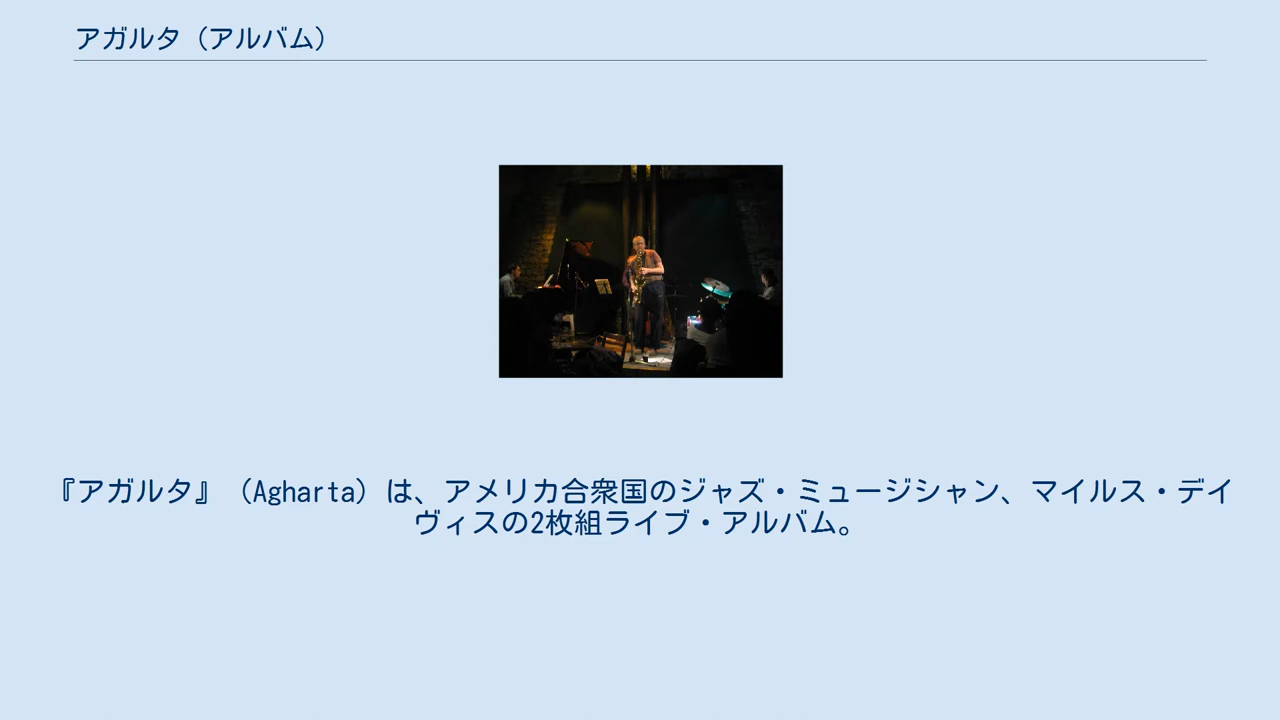 アガルタ（アルバム）
『アガルタ』（Agharta）は、アメリカ合衆国のジャズ・ミュージシャン、マイルス・デイ
ヴィスの2枚組ライブ・アルバム。